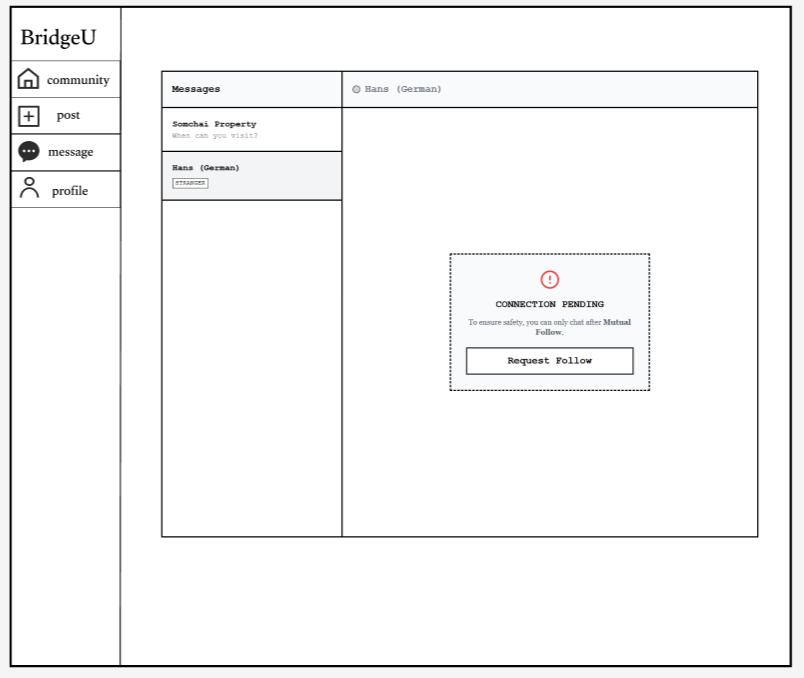 BridgeU
community
post
message
profile
Messages
Somchai Property
When can you visit?
Hans (German)
STRANGER
Hans (German)
CONNECTION PENDING
To ensure safety, you can only chat after Mutual
Follow.
Request Follow